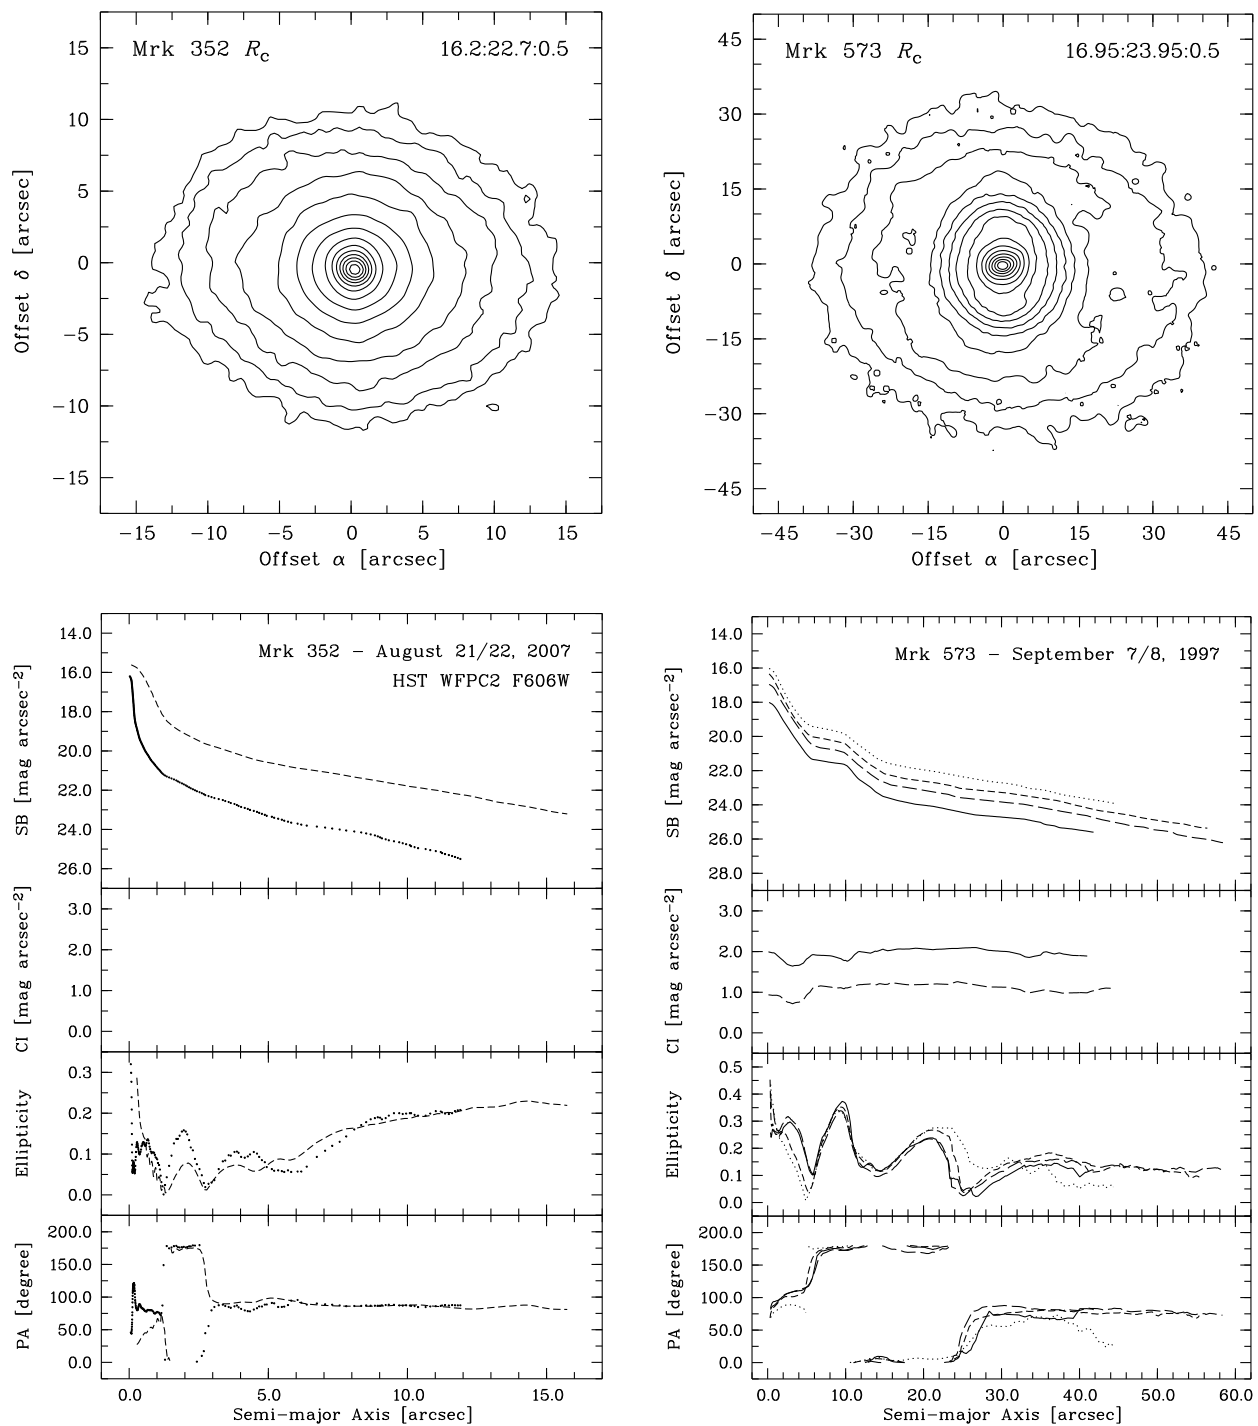 Mrk 352 Rc
16.2:22.7:0.5
15
10
5
0
−5
−10
−15
Offset δ [arcsec]
−15 −10 −5 0 5 10 15
Offset α [arcsec]
Mrk 573 Rc
16.95:23.95:0.5
45
30
15
0
−15
−30
−45
Offset δ [arcsec]
−45 −30 −15 0 15 30 45
Offset α [arcsec]
Mrk 352 − August 21/22, 2007
HST WFPC2 F606W
14.0
16.0
18.0
20.0
22.0
24.0
26.0
SB [mag arcsec−2]
3.0
2.0
1.0
0.0
CI [mag arcsec−2]
0.3
0.2
0.1
0.0
Ellipticity
200.0
150.0
100.0
50.0
0.0
PA [degree]
0.0 5.0 10.0 15.0
Semi−major Axis [arcsec]
Mrk 573 − September 7/8, 1997
14.0
16.0
18.0
20.0
22.0
24.0
26.0
28.0
SB [mag arcsec−2]
3.0
2.0
1.0
0.0
CI [mag arcsec−2]
0.5
0.4
0.3
0.2
0.1
0.0
Ellipticity
200.0
150.0
100.0
50.0
0.0
PA [degree]
0.0 10.0 20.0 30.0 40.0 50.0 60.0
Semi−major Axis [arcsec]